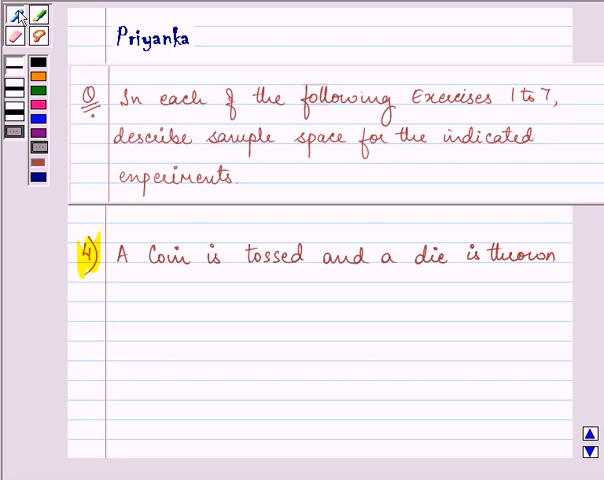 Priyanka
Q In each of the following Exercises 1 to 7,
describe sample space for the indicated
experiments.
4) A Coin is tossed and a die is thrown